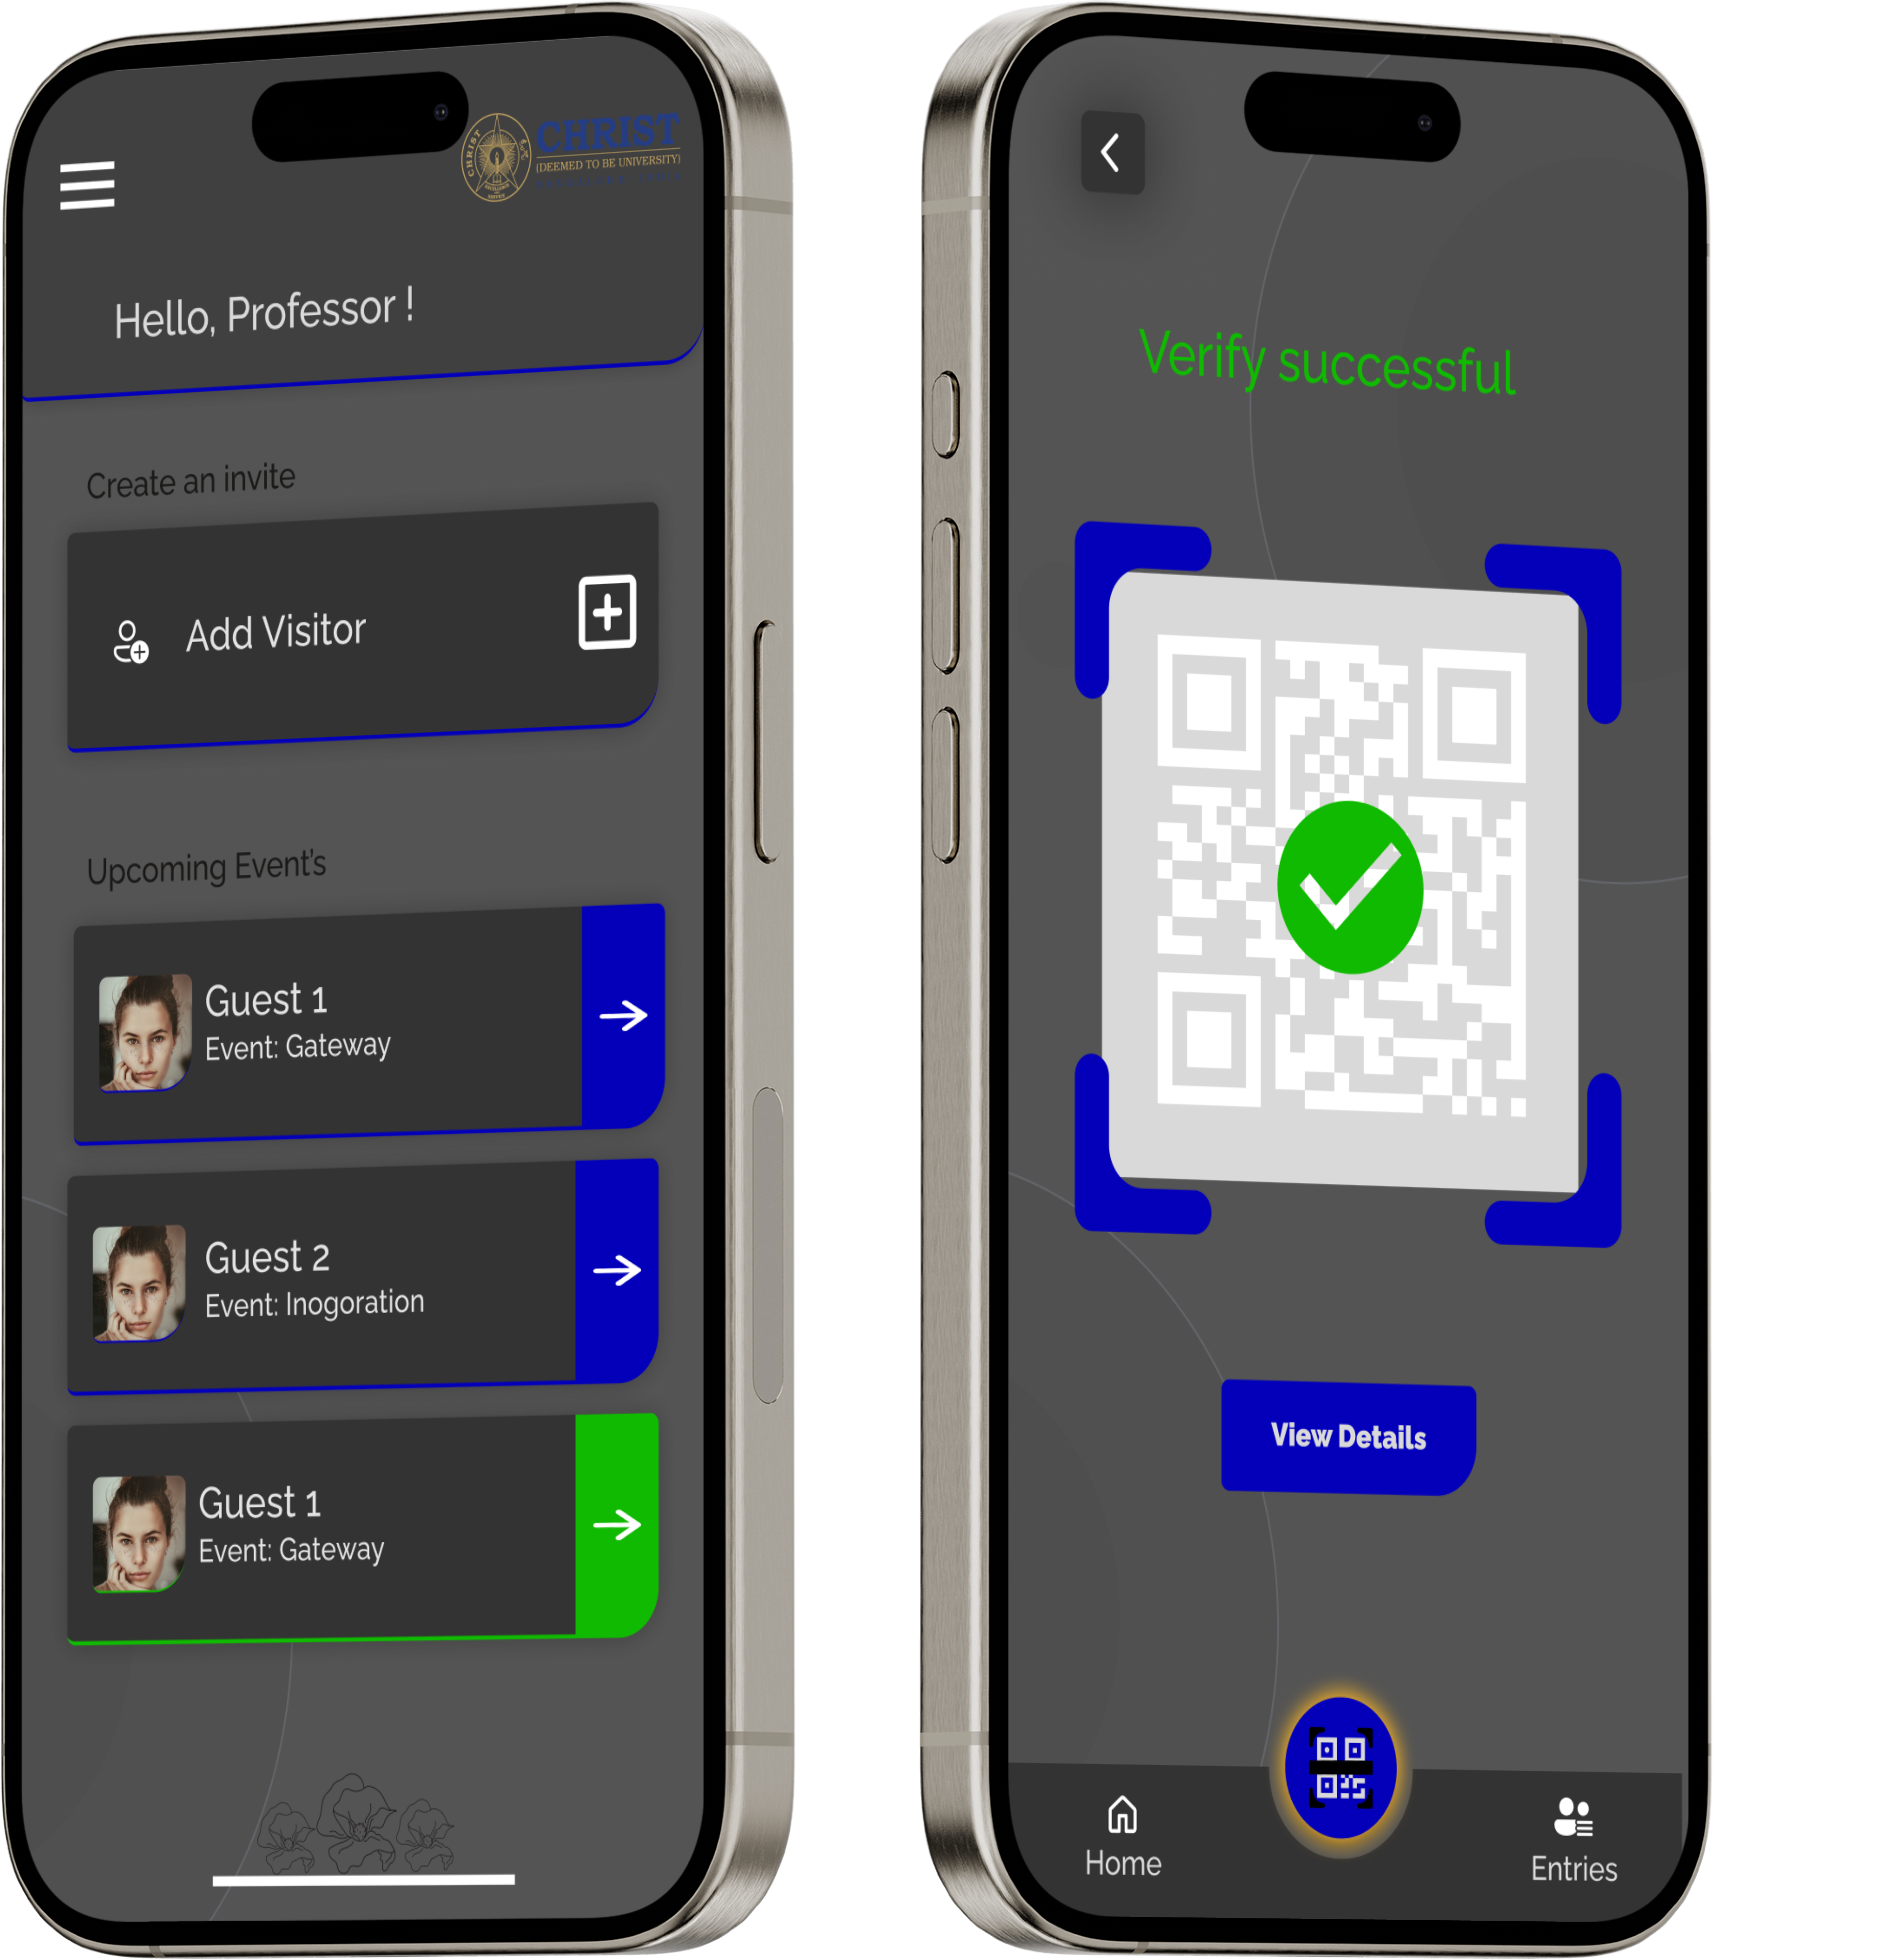 CHRIST
CHRIST
(DEEMED TO BE UNIVERSITY)
Hello, Professor !
Create an invite
Add Visitor
Upcoming Event's
Guest 1
Event: Gateway
Guest 2
Event: Inogoration
Guest 1
Event: Gateway
Verify successful
View Details
Home
Entries